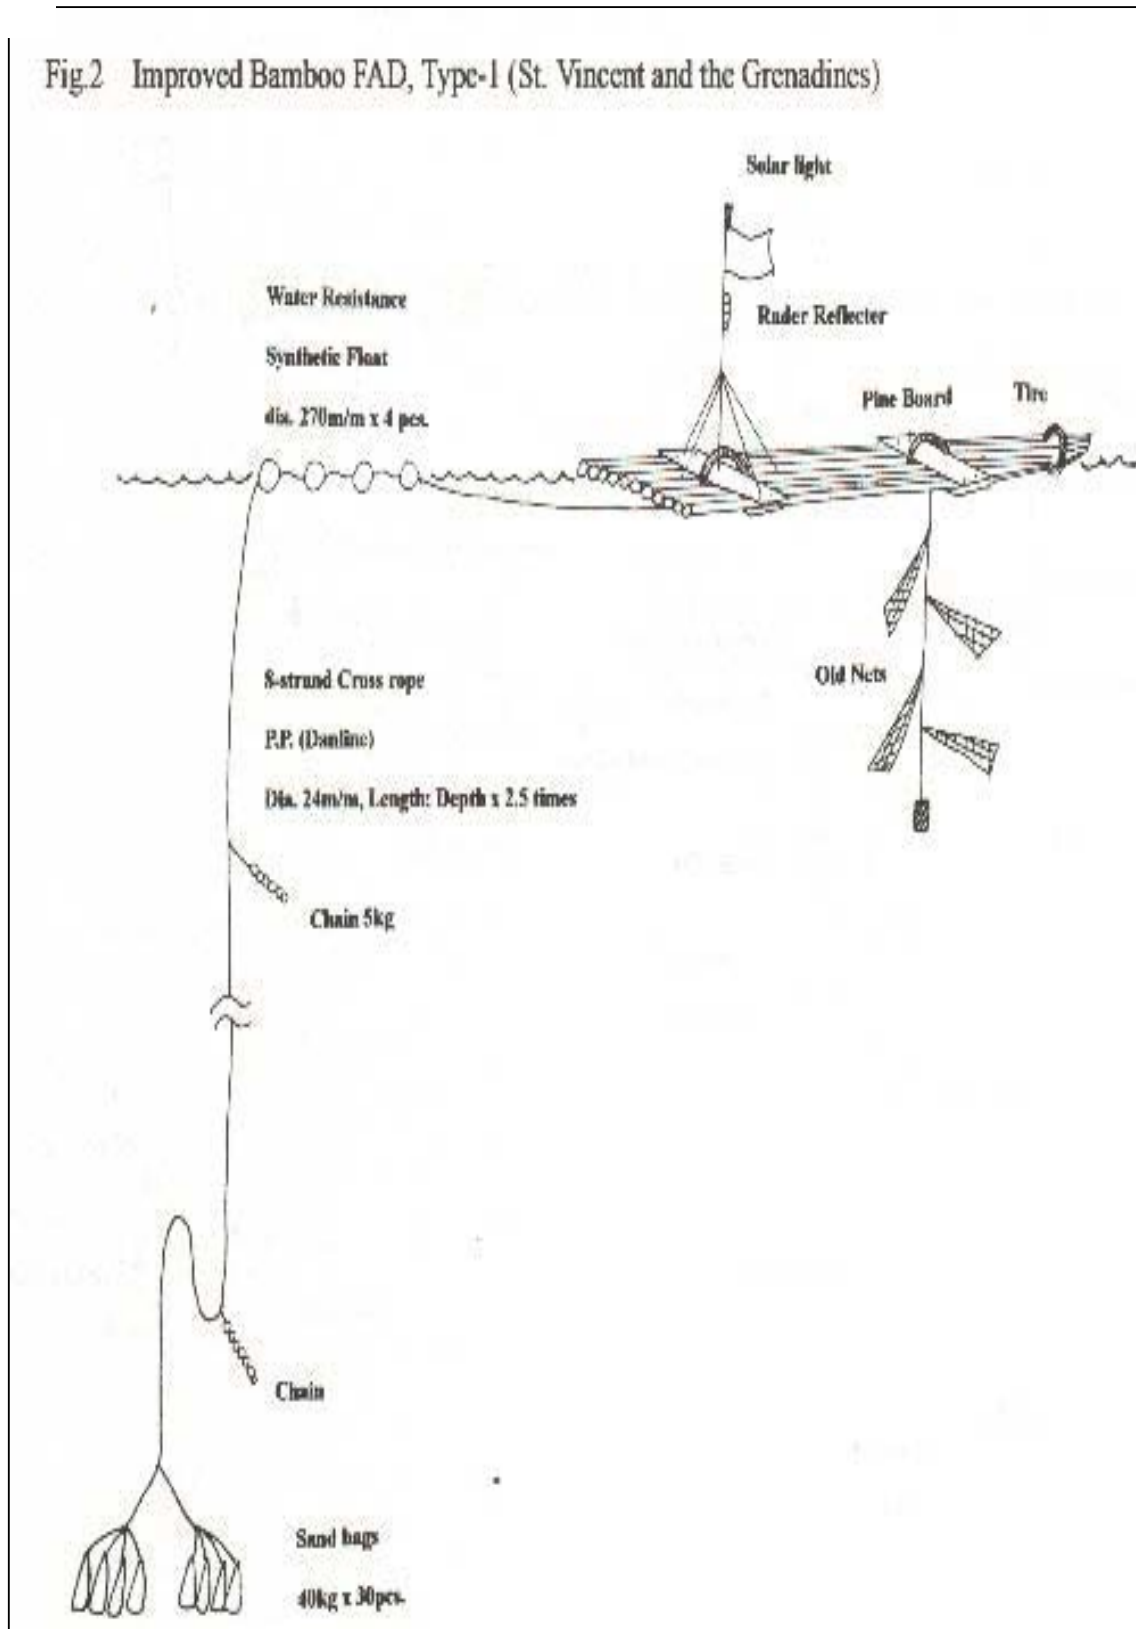 Fig.2 Improved Bamboo FAD, Type-1 (St. Vincent and the Grenadines)
Solar light
Water Resistance
Synthetic Float
dia. 270m/m x 4 pcs.
Rader Reflecter
Pine Board
Tire
8-strand Cross rope
P.P. (Danline)
Dia. 24m/m, Length: Depth x 2.5 times
Old Nets
Chain 5kg
Chain
Sand bags
40kg x 30pcs.